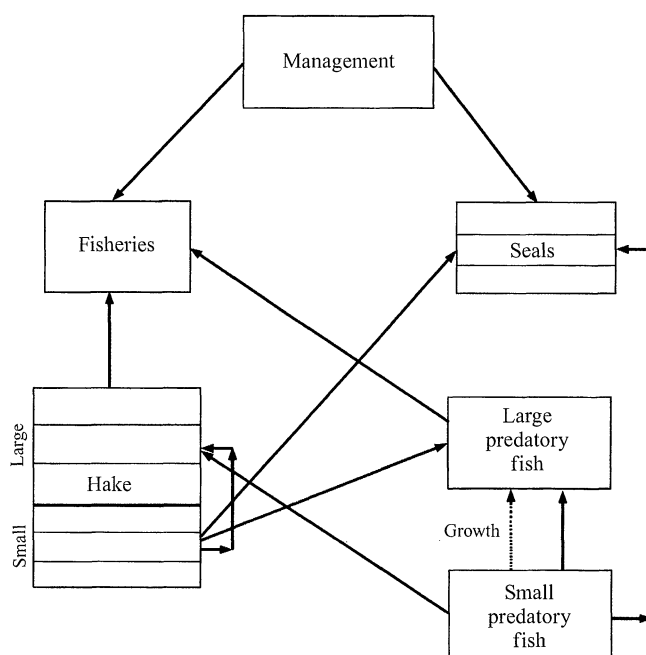 Management
Fisheries
Seals
Large
Hake
Small
Large
predatory
fish
Growth
Small
predatory
fish